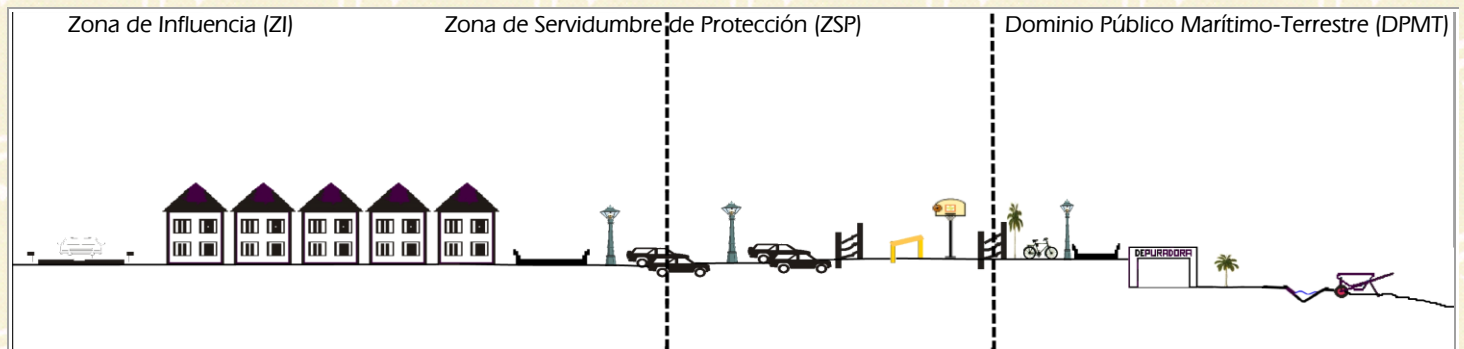 Zona de Influencia (ZI)
Zona de Servidumbre de Protección (ZSP)
Dominio Público Marítimo-Terrestre (DPMT)
DEPURADORA